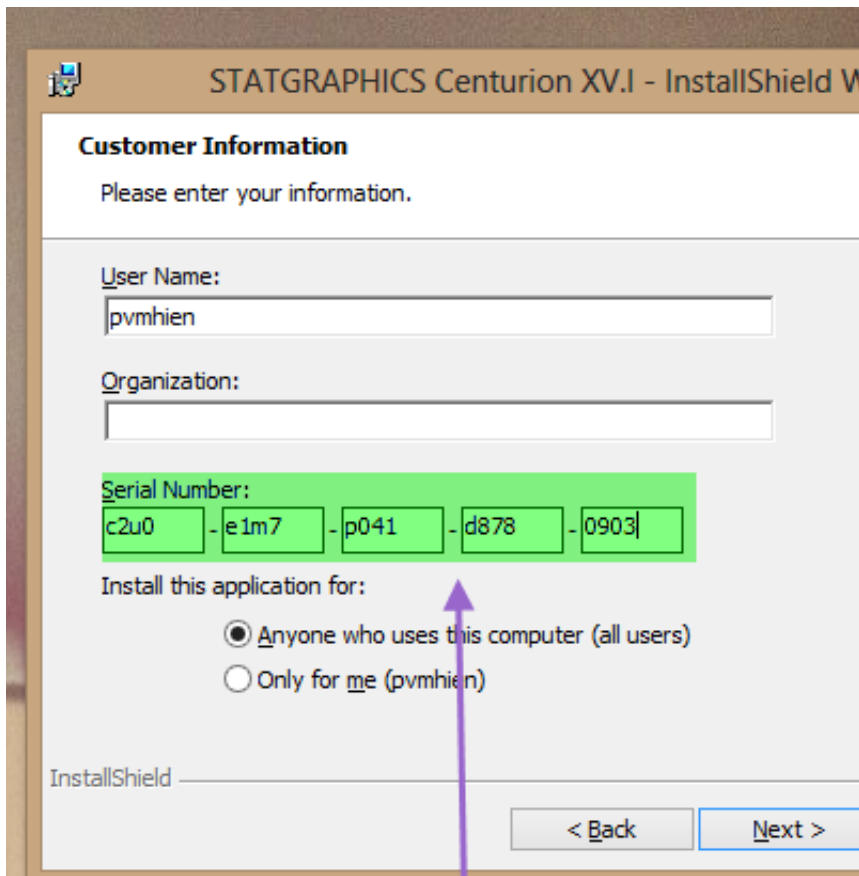 STATGRAPHICS Centurion XV.I - InstallShield W
Customer Information
Please enter your information.
User Name:
pvmhien
Organization:
Serial Number:
c2u0 - e1m7 - p041 - d878 - 0903
Install this application for:
Anyone who uses this computer (all users)
Only for me (pvmhien)
InstallShield
< Back Next >